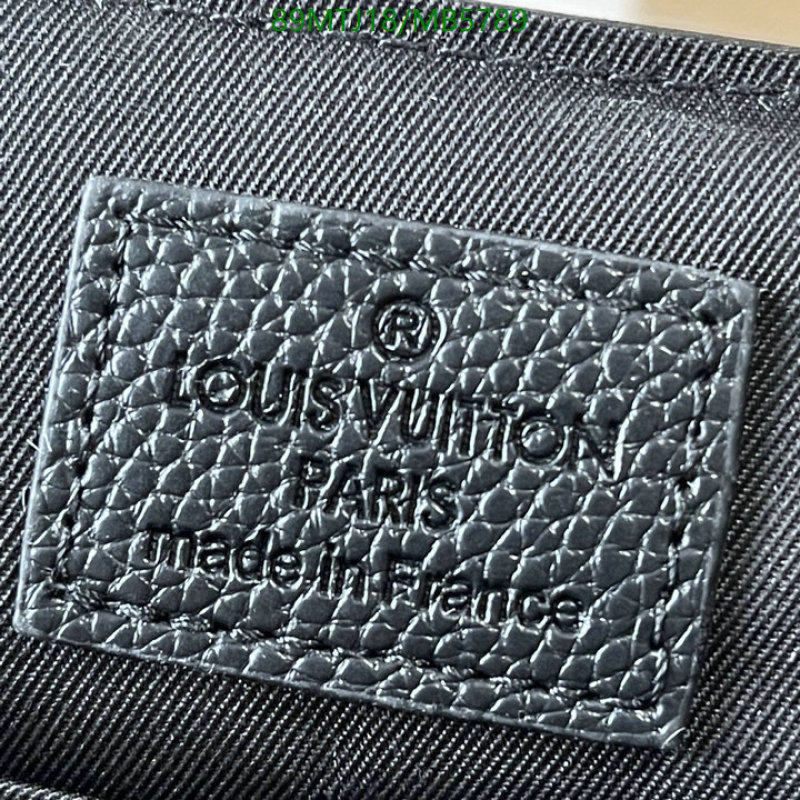 89MTJ18/MB5789
®
LOUIS VUITTON
PARIS
made in France